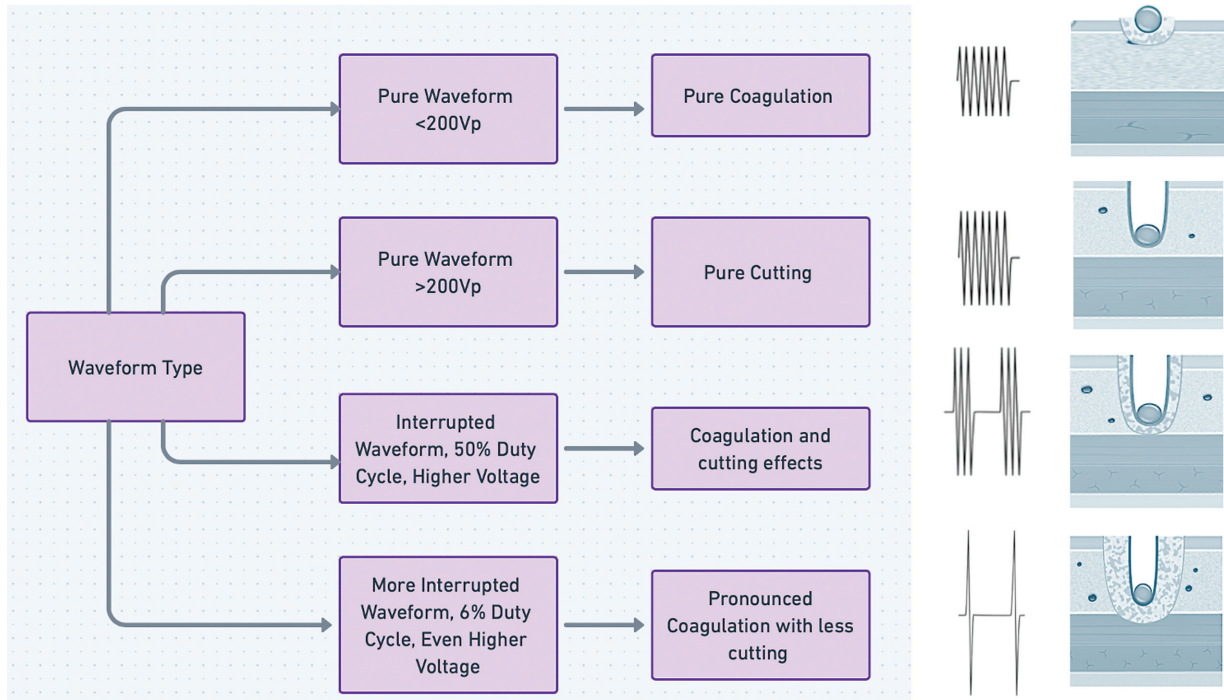 Pure Waveform
<200Vp
Pure Coagulation
Pure Waveform
>200Vp
Pure Cutting
Waveform Type
Interrupted
Waveform, 50% Duty
Cycle, Higher Voltage
Coagulation and
cutting effects
More Interrupted
Waveform, 6% Duty
Cycle, Even Higher
Voltage
Pronounced
Coagulation with less
cutting